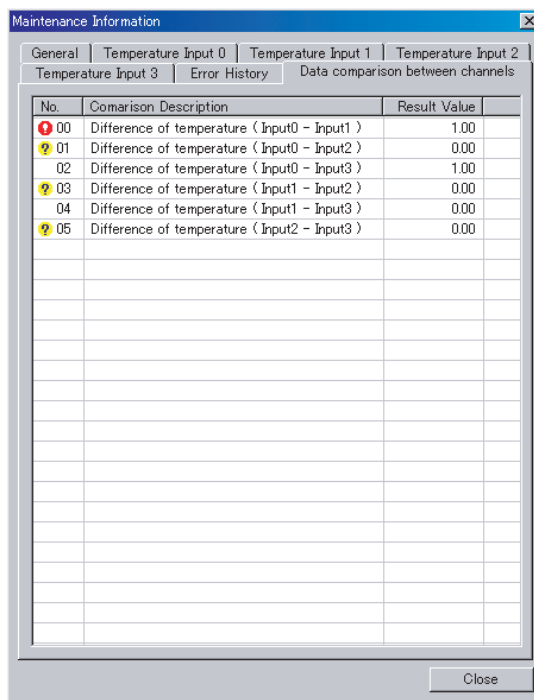 Maintenance Information
General Temperature Input 0 Temperature Input 1 Temperature Input 2
Temperature Input 3 Error History Data comparison between channels
No. Comarison Description Result Value
00 Difference of temperature ( Input0 - Input1 ) 1.00
01 Difference of temperature ( Input0 - Input2 ) 0.00
02 Difference of temperature ( Input0 - Input3 ) 1.00
03 Difference of temperature ( Input1 - Input2 ) 0.00
04 Difference of temperature ( Input1 - Input3 ) 0.00
05 Difference of temperature ( Input2 - Input3 ) 0.00
Close